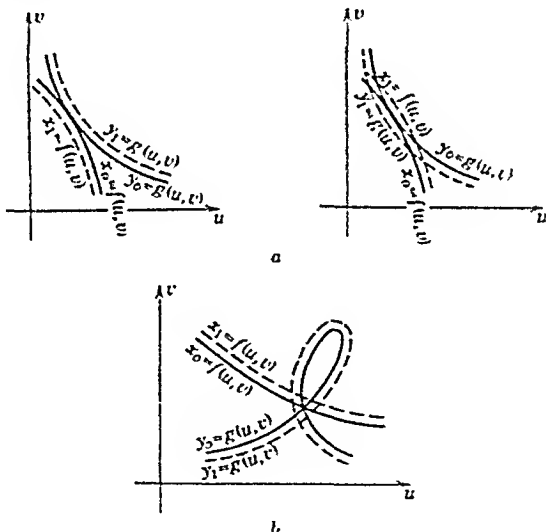 v
x₁=f(u,v)
y₁=g(u,v)
y₀=g(u,v)
x₀=f(u,v)
u
v
x₁=f(u,v)
y₁=g(u,v)
y₀=g(u,v)
x₀=f(u,v)
u
a
v
x₁=f(u,v)
x₀=f(u,v)
y₀=g(u,v)
y₁=g(u,v)
u
b